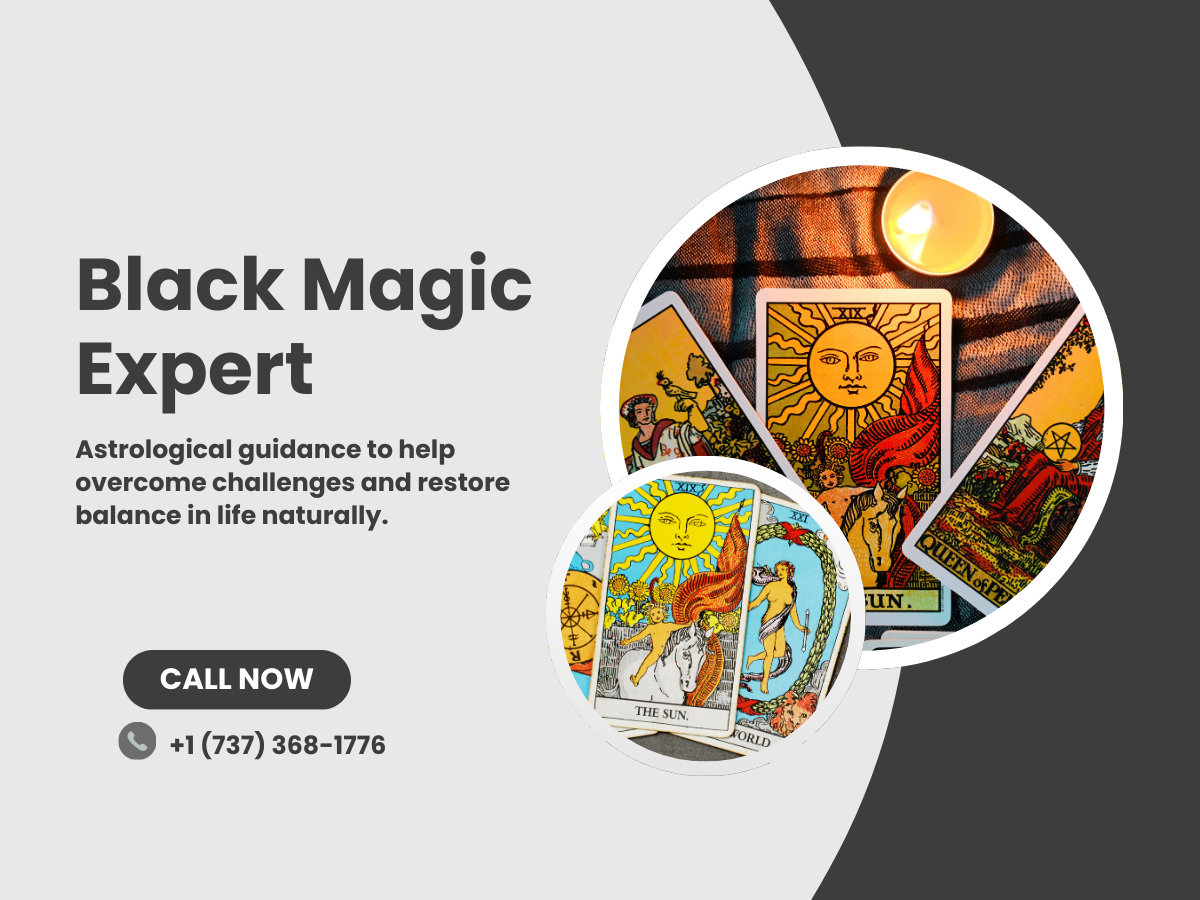 Black Magic
Expert
Astrological guidance to help
overcome challenges and restore
balance in life naturally.
CALL NOW
+1 (737) 368-1776
XIX
SUN.
QUEEN of PE
XIX
THE SUN.
XXI
WORLD